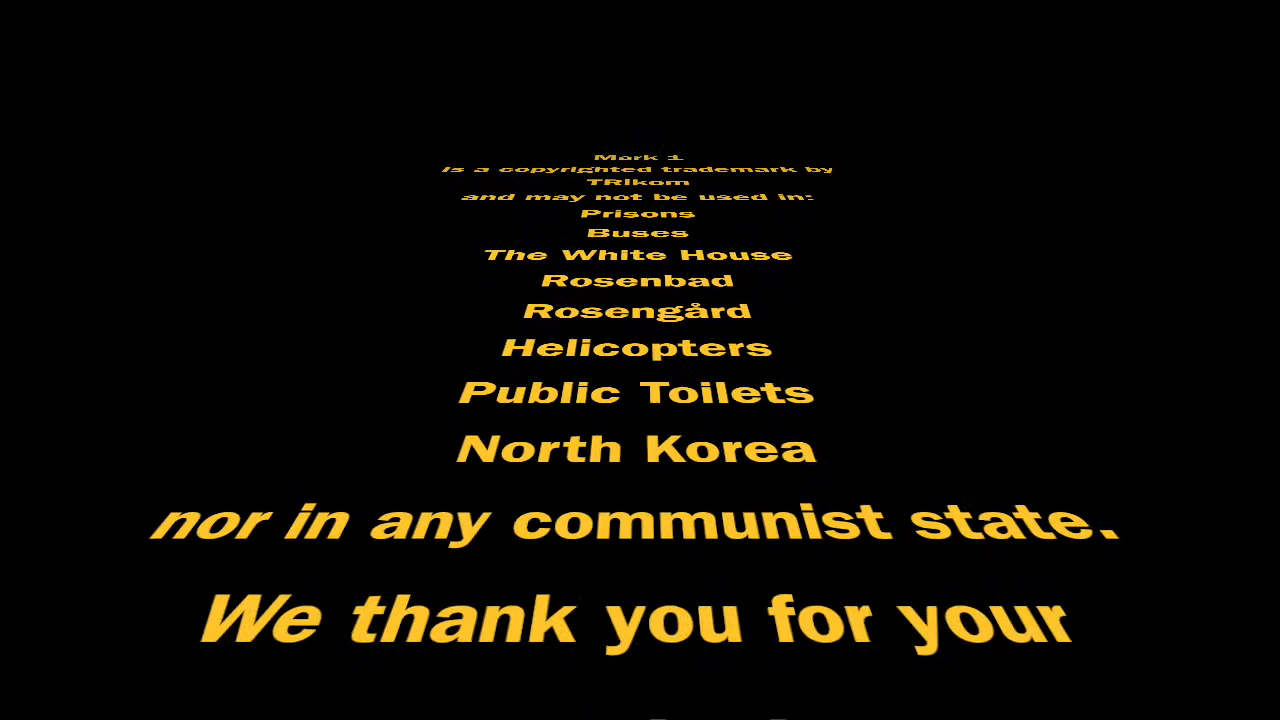 Mark 1
is a copyrighted trademark by
TRIkom
and may not be used in:
Prisons
Buses
The White House
Rosenbad
Rosengård
Helicopters
Public Toilets
North Korea
nor in any communist state.
We thank you for your